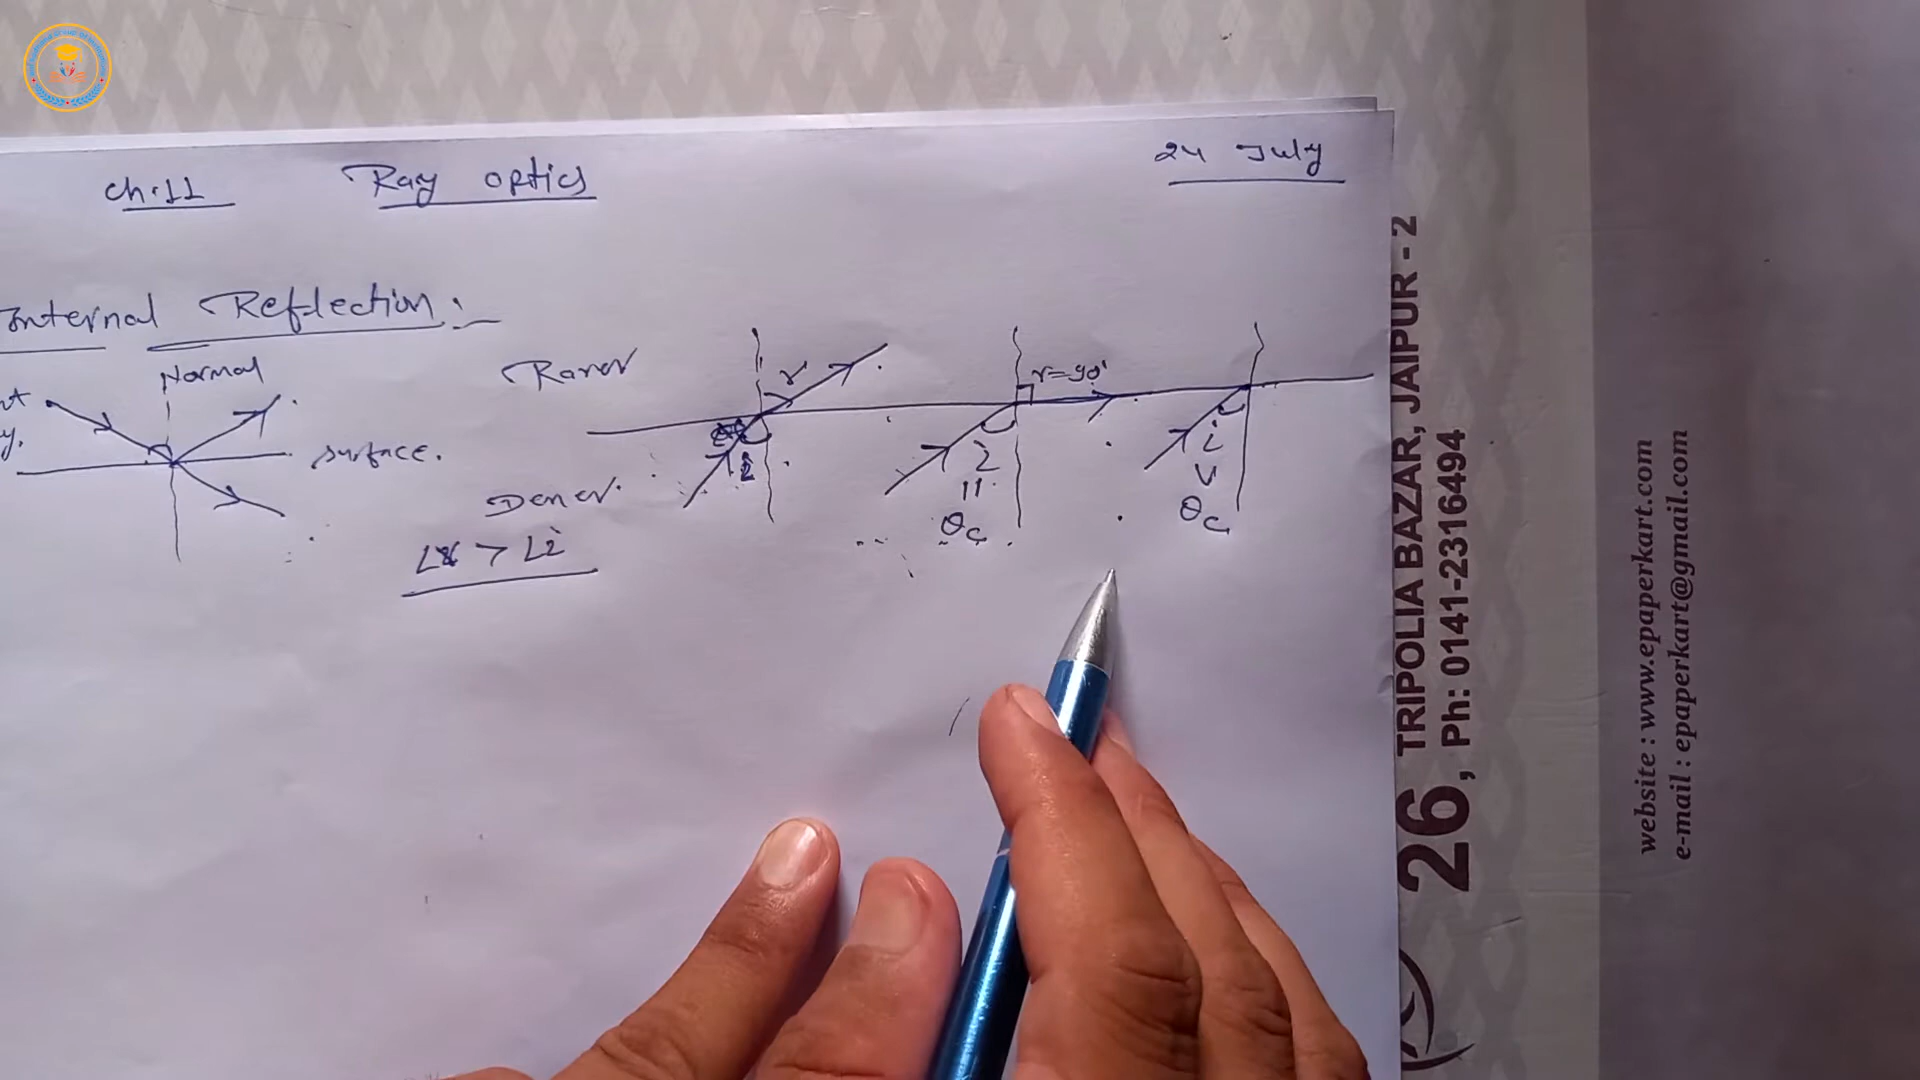 Ch.11 Ray optics 24 July
Internal Reflection :-
Normal
surface.
Rarer
Denser
∠r > ∠i
r
i
r=90°
i
||
θc
i
V
θc
26, TRIPOLIA BAZAR, JAIPUR - 2
Ph: 0141-2316494
website : www.epaperkart.com
e-mail : epaperkart@gmail.com